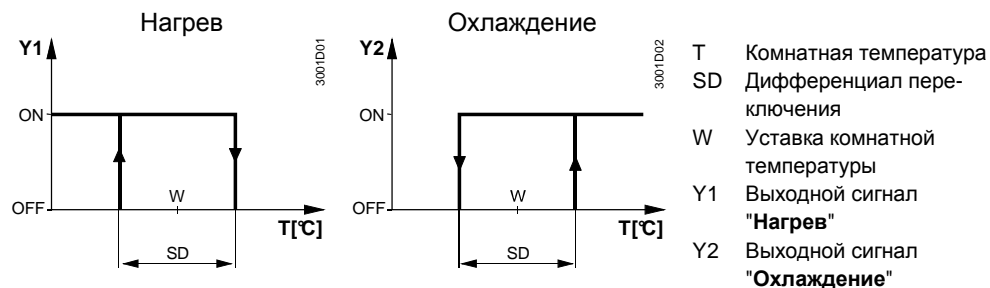 Нагрев
Y1
3001D01
ON
W
OFF
T[°C]
SD
Охлаждение
Y2
3001D02
ON
W
OFF
T[°C]
SD
T Комнатная температура
SD Дифференциал пере-
ключения
W Уставка комнатной
температуры
Y1 Выходной сигнал
"Нагрев"
Y2 Выходной сигнал
"Охлаждение"